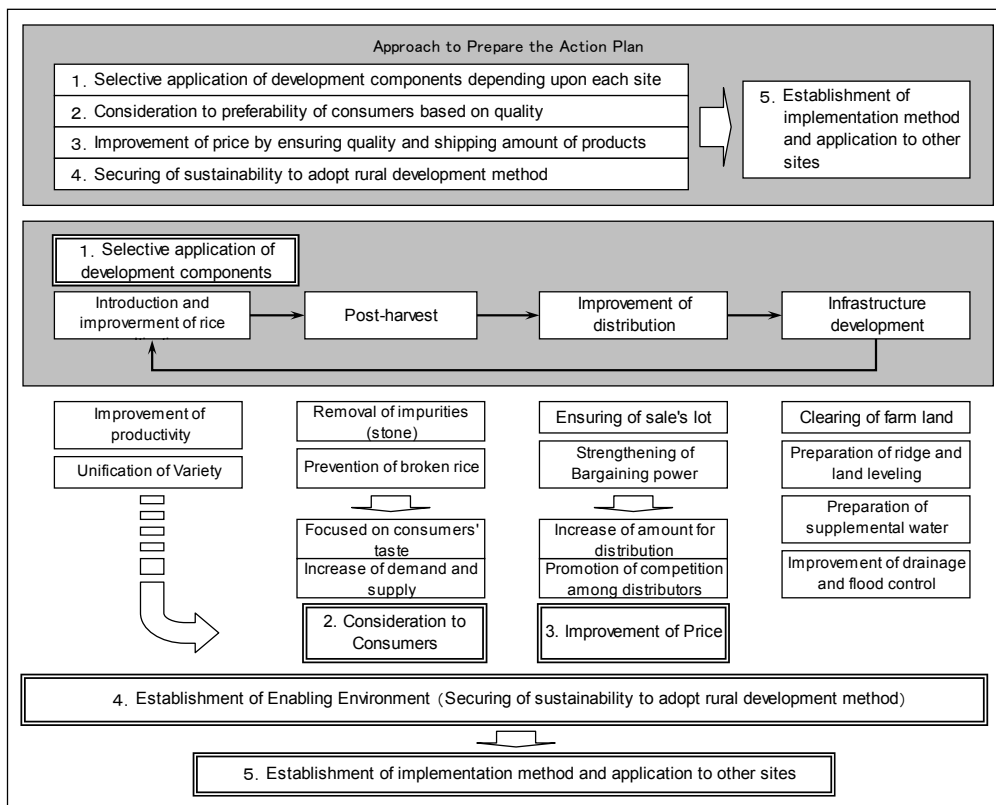 Approach to Prepare the Action Plan
1. Selective application of development components depending upon each site
2. Consideration to preferability of consumers based on quality
3. Improvement of price by ensuring quality and shipping amount of products
4. Securing of sustainability to adopt rural development method
5. Establishment of
implementation method
and application to other
sites
1. Selective application of
development components
Introduction and
improverment of rice
Post-harvest
Improvement of
distribution
Infrastructure
development
Improvement of
productivity
Unification of Variety
Removal of impurities
(stone)
Prevention of broken rice
Focused on consumers'
taste
Increase of demand and
supply
2. Consideration to
Consumers
Ensuring of sale's lot
Strengthening of
Bargaining power
Increase of amount for
distribution
Promotion of competition
among distributors
3. Improvement of Price
Clearing of farm land
Preparation of ridge and
land leveling
Preparation of
supplemental water
Improvement of drainage
and flood control
4. Establishment of Enabling Environment (Securing of sustainability to adopt rural development method)
5. Establishment of implementation method and application to other sites